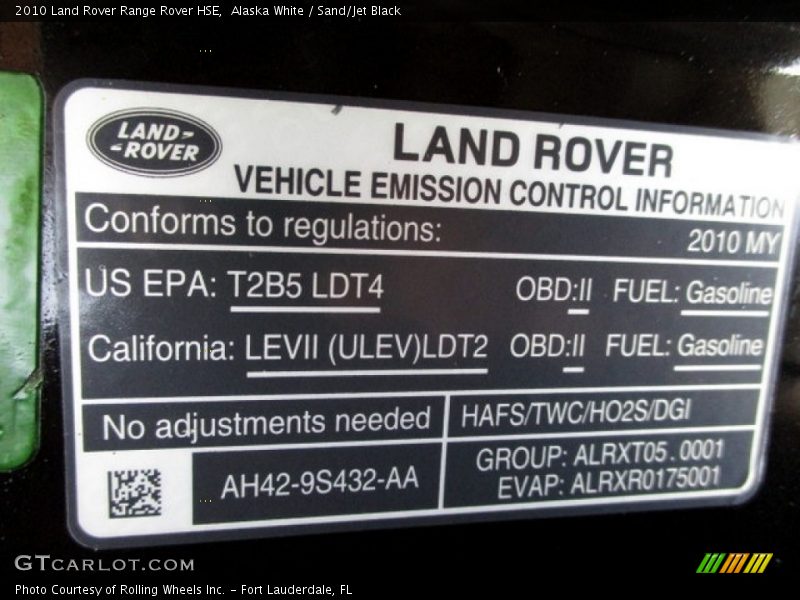 2010 Land Rover Range Rover HSE,  Alaska White / Sand/Jet Black
LAND-
-ROVER
LAND ROVER
VEHICLE EMISSION CONTROL INFORMATION
Conforms to regulations:
2010 MY
US EPA: T2B5 LDT4 OBD:II FUEL: Gasoline
California: LEVII (ULEV)LDT2 OBD:II FUEL: Gasoline
No adjustments needed
HAFS/TWC/HO2S/DGI
AH42-9S432-AA
GROUP: ALRXT05.0001
EVAP: ALRXR0175001
GTCARLOT.COM
Photo Courtesy of Rolling Wheels Inc. - Fort Lauderdale, FL